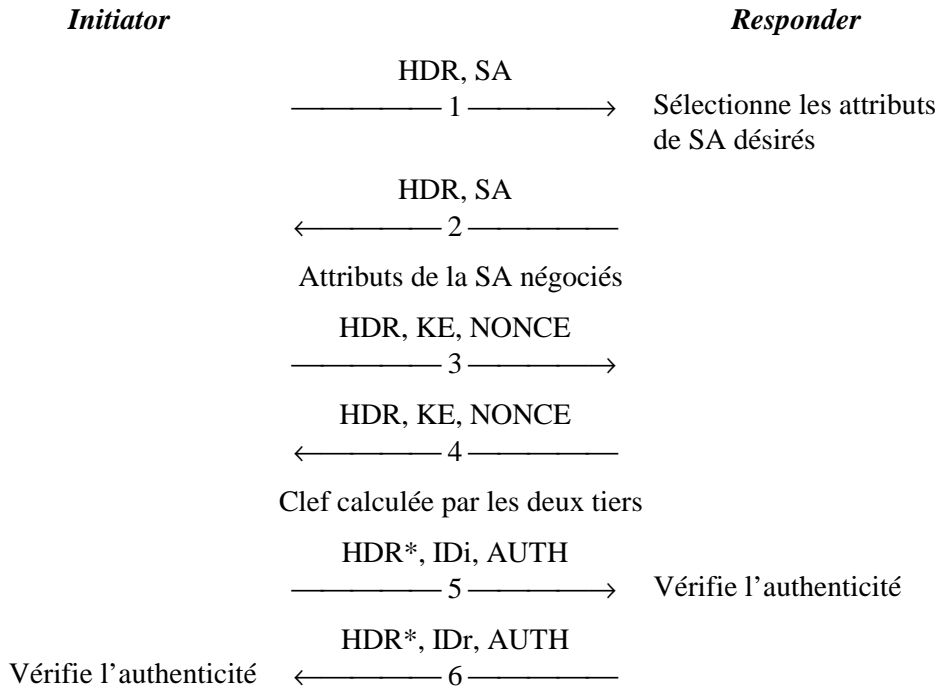 Initiator Responder
HDR, SA
1 Sélectionne les attributs
de SA désirés
HDR, SA
2
Attributs de la SA négociés
HDR, KE, NONCE
3
HDR, KE, NONCE
4
Clef calculée par les deux tiers
HDR*, IDi, AUTH
5 Vérifie l’authenticité
HDR*, IDr, AUTH
Vérifie l’authenticité 6